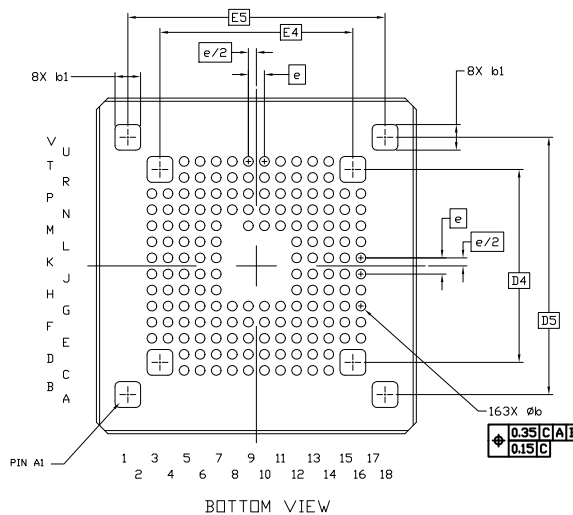 E5
E4
e/2
e
8X b1
8X b1
V
U
T
R
P
N
M
L
K
J
H
G
F
E
D
C
B
A
e
e/2
D4
D5
163X Øb
0.35 C A
0.15 C
PIN A1
1 3 5 7 9 11 13 15 17
2 4 6 8 10 12 14 16 18
BOTTOM VIEW